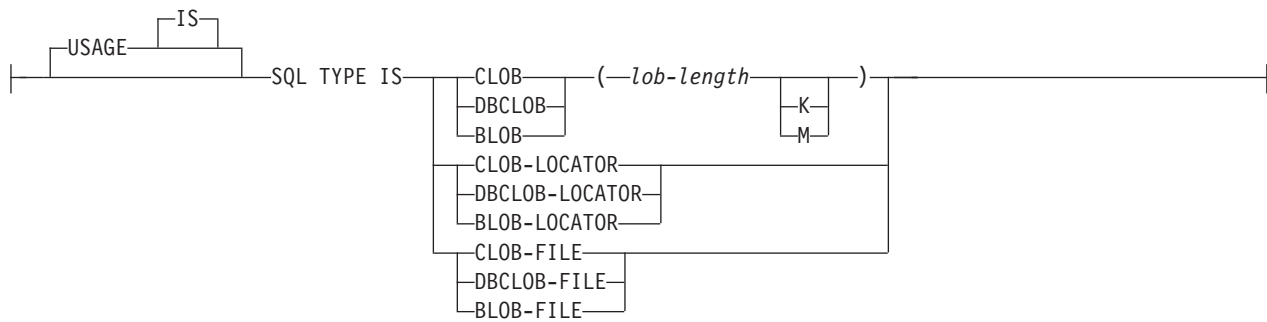 IS
USAGE
SQL TYPE IS CLOB ( lob-length )
DBCLOB K
BLOB M
CLOB-LOCATOR
DBCLOB-LOCATOR
BLOB-LOCATOR
CLOB-FILE
DBCLOB-FILE
BLOB-FILE